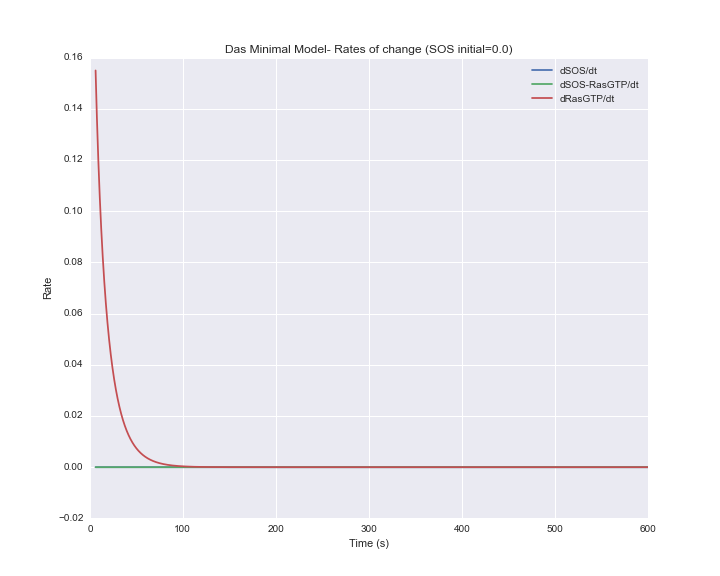 Das Minimal Model- Rates of change (SOS initial=0.0)
0.16
0.14
0.12
0.10
0.08
0.06
0.04
0.02
0.00
−0.02
Rate
dSOS/dt
dSOS-RasGTP/dt
dRasGTP/dt
0 100 200 300 400 500 600
Time (s)